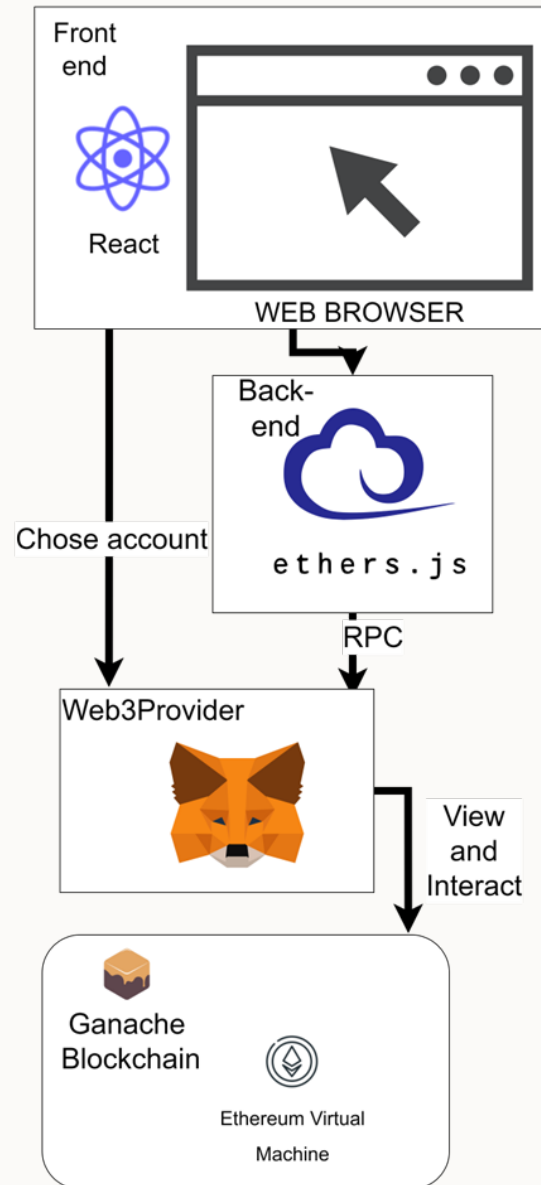 Front
end
React
WEB BROWSER
Back-
end
ethers.js
Chose account
RPC
Web3Provider
View
and
Interact
Ganache
Blockchain
Ethereum Virtual
Machine